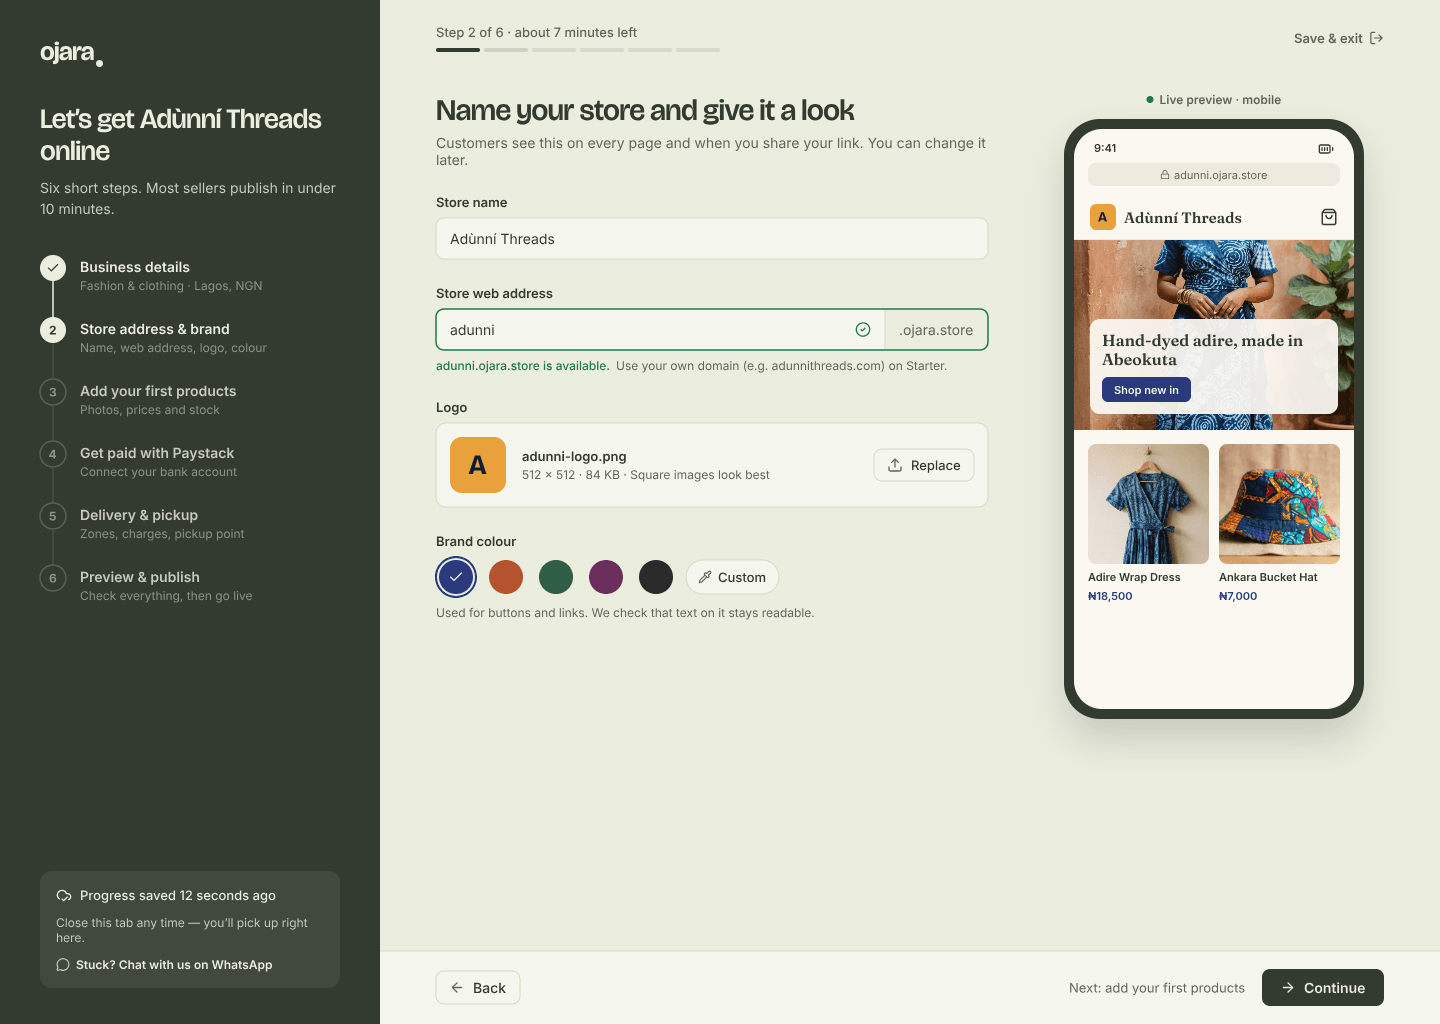 ojara
Let's get Adùnní Threads
online
Six short steps. Most sellers publish in under
10 minutes.
Business details
Fashion & clothing · Lagos, NGN
2
Store address & brand
Name, web address, logo, colour
3
Add your first products
Photos, prices and stock
4
Get paid with Paystack
Connect your bank account
5
Delivery & pickup
Zones, charges, pickup point
6
Preview & publish
Check everything, then go live
Progress saved 12 seconds ago
Close this tab any time — you'll pick up right
here.
Stuck? Chat with us on WhatsApp
Step 2 of 6 · about 7 minutes left
Save & exit
Name your store and give it a look
Customers see this on every page and when you share your link. You can change it
later.
Store name
Adùnní Threads
Store web address
adunni
.ojara.store
adunni.ojara.store is available. Use your own domain (e.g. adunnithreads.com) on Starter.
Logo
A
adunni-logo.png
512 × 512 · 84 KB · Square images look best
Replace
Brand colour
Custom
Used for buttons and links. We check that text on it stays readable.
Live preview · mobile
9:41
adunni.ojara.store
A Adùnní Threads
Hand-dyed adire, made in
Abeokuta
Shop new in
Adire Wrap Dress
₦18,500
Ankara Bucket Hat
₦7,000
Back
Next: add your first products
Continue